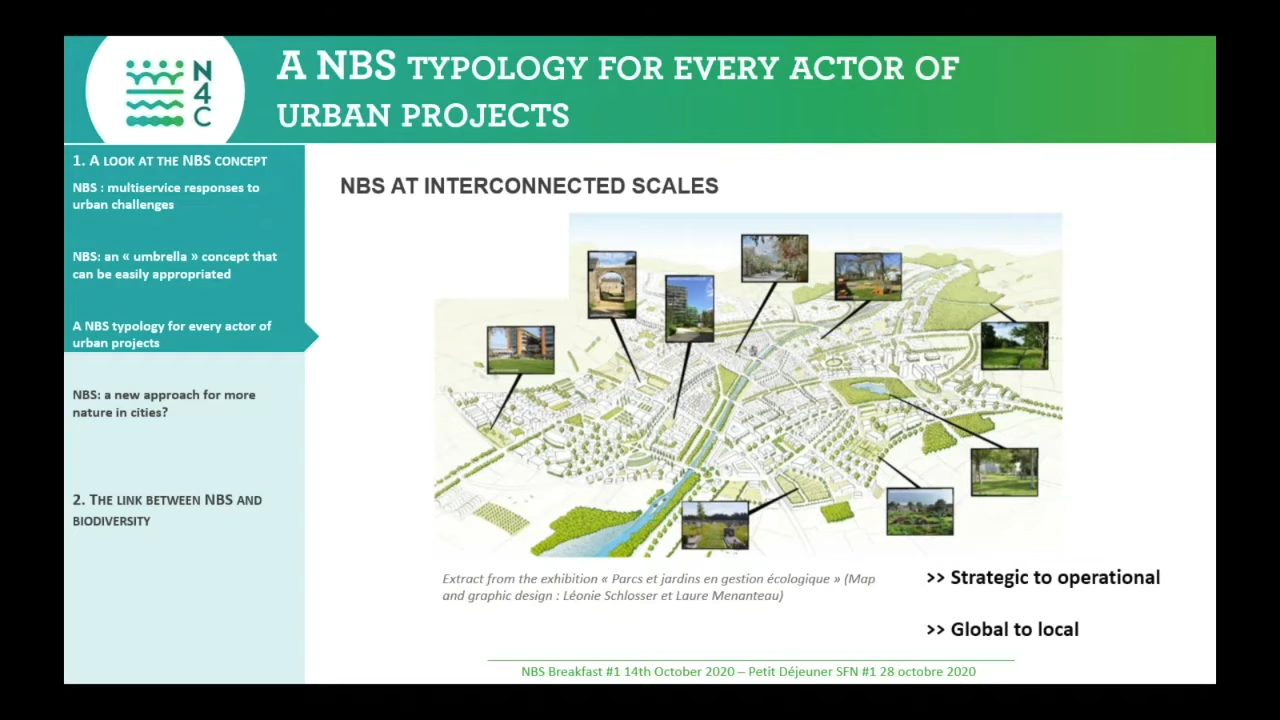 N
4
C
A NBS TYPOLOGY FOR EVERY ACTOR OF
URBAN PROJECTS
1. A LOOK AT THE NBS CONCEPT
NBS : multiservice responses to
urban challenges
NBS: an « umbrella » concept that
can be easily appropriated
A NBS typology for every actor of
urban projects
NBS: a new approach for more
nature in cities?
2. THE LINK BETWEEN NBS AND
BIODIVERSITY
NBS AT INTERCONNECTED SCALES
Extract from the exhibition « Parcs et jardins en gestion écologique » (Map
and graphic design : Léonie Schlosser et Laure Menanteau)
>> Strategic to operational
>> Global to local
NBS Breakfast #1 14th October 2020 – Petit Déjeuner SFN #1 28 octobre 2020